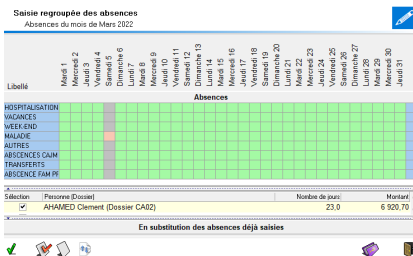 Saisie regroupée des absences
Absences du mois de Mars 2022
Libellé
Mardi 1
Mercredi 2
Jeudi 3
Vendredi 4
Samedi 5
Dimanche 6
Lundi 7
Mardi 8
Mercredi 9
Jeudi 10
Vendredi 11
Samedi 12
Dimanche 13
Lundi 14
Mardi 15
Mercredi 16
Jeudi 17
Vendredi 18
Samedi 19
Dimanche 20
Lundi 21
Mardi 22
Mercredi 23
Jeudi 24
Vendredi 25
Samedi 26
Dimanche 27
Lundi 28
Mardi 29
Mercredi 30
Jeudi 31
Absences
HOSPITALISATION
VACANCES
WEEK-END
MALADIE
AUTRES
ABSCENCES CAJM
TRANSFERTS
ABSCENCE FAM PF
Sélection Personne (Dossier) Nombre de jours Montant
AHAMED Clement (Dossier CA02) 23,0 6 920,70
En substitution des absences déjà saisies